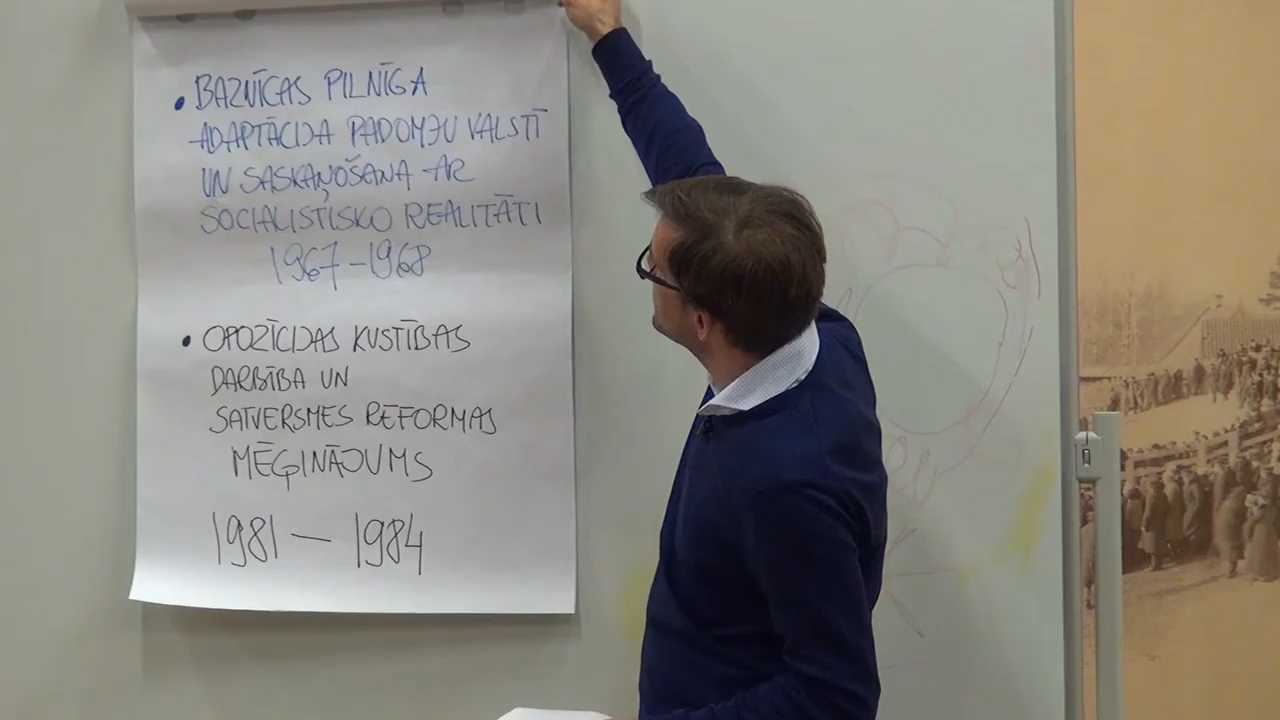 • BAZNĪCAS PILNĪGA
ADAPTĀCIJA PADOMJU VALSTĪ
UN SASKAŅOŠANA AR
SOCIALISTISKO REALITĀTI
1967-1968
• OPOZĪCIJAS KUSTĪBAS
DARBĪBA UN
SATVERSMES REFORMAS
MĒĢINĀJUMS
1981 — 1984